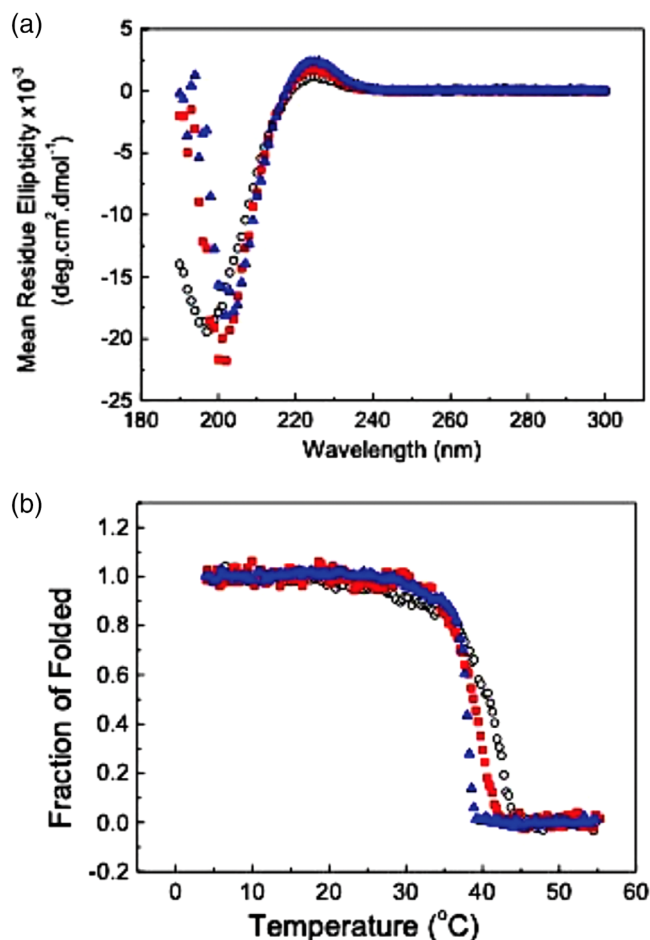 (a)
5
0
-5
-10
-15
-20
-25
Mean Residue Ellipticity x10-3
(deg.cm2.dmol-1)
180 200 220 240 260 280 300
Wavelength (nm)
(b)
1.2
1.0
0.8
0.6
0.4
0.2
0.0
-0.2
Fraction of Folded
0 10 20 30 40 50 60
Temperature (oC)